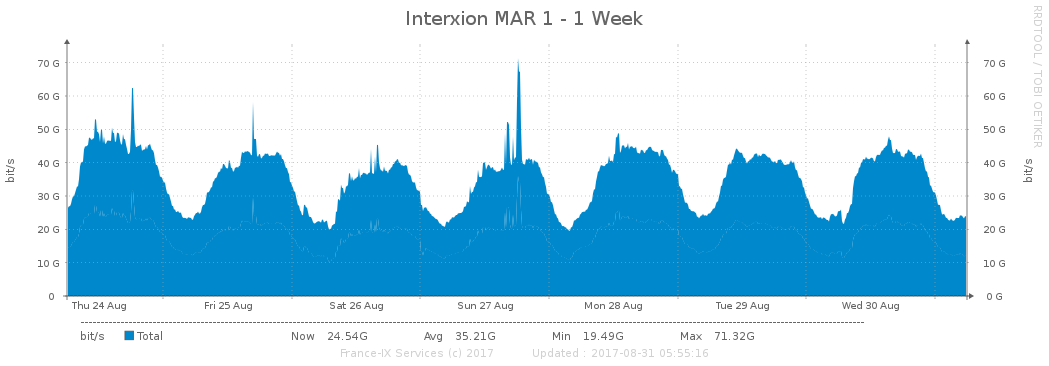 Interxion MAR 1 - 1 Week
RRDTOOL / TOBI OETIKER
bit/s
70 G 70 G
60 G 60 G
50 G 50 G
40 G 40 G
30 G 30 G
20 G 20 G
10 G 10 G
0 0 G
bit/s
Thu 24 Aug Fri 25 Aug Sat 26 Aug Sun 27 Aug Mon 28 Aug Tue 29 Aug Wed 30 Aug
bit/s Total Now 24.54G Avg 35.21G Min 19.49G Max 71.32G
France-IX Services (c) 2017 Updated : 2017-08-31 05:55:16